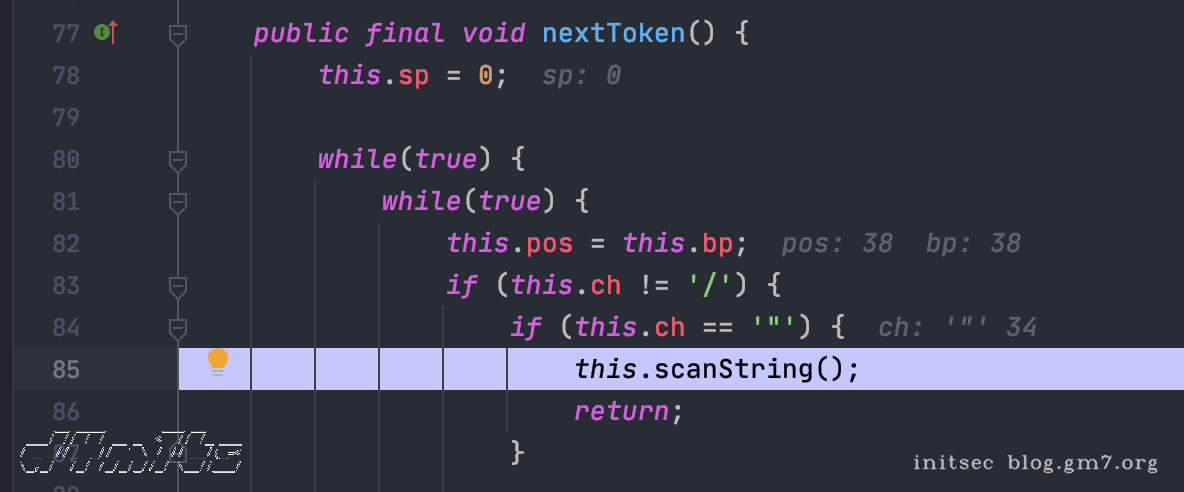 77 public final void nextToken() {
78 this.sp = 0; sp: 0
79
80 while(true) {
81 while(true) {
82 this.pos = this.bp; pos: 38 bp: 38
83 if (this.ch != '/') {
84 if (this.ch == '"') { ch: '"' 34
85 this.scanString();
86 return;
87 }
initsec blog.gm7.org